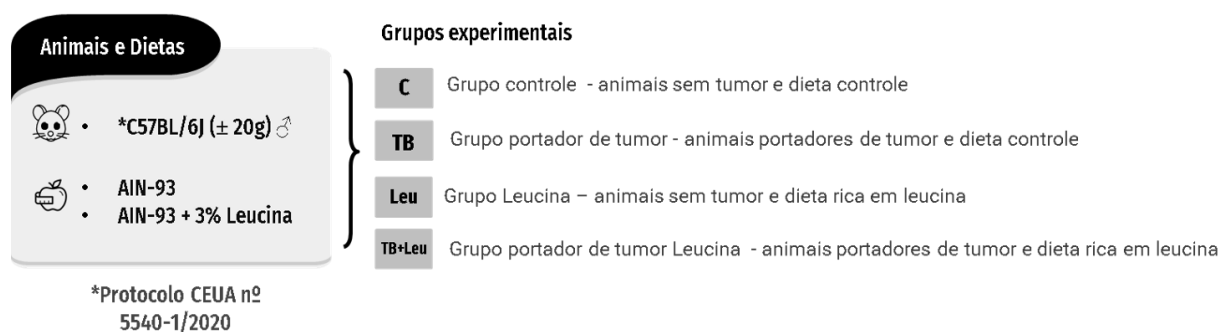 Animais e Dietas
*C57BL/6J (± 20g) ♂
• AIN-93
• AIN-93 + 3% Leucina
*Protocolo CEUA nº
5540-1/2020
Grupos experimentais
C Grupo controle - animais sem tumor e dieta controle
TB Grupo portador de tumor - animais portadores de tumor e dieta controle
Leu Grupo Leucina – animais sem tumor e dieta rica em leucina
TB+Leu Grupo portador de tumor Leucina - animais portadores de tumor e dieta rica em leucina